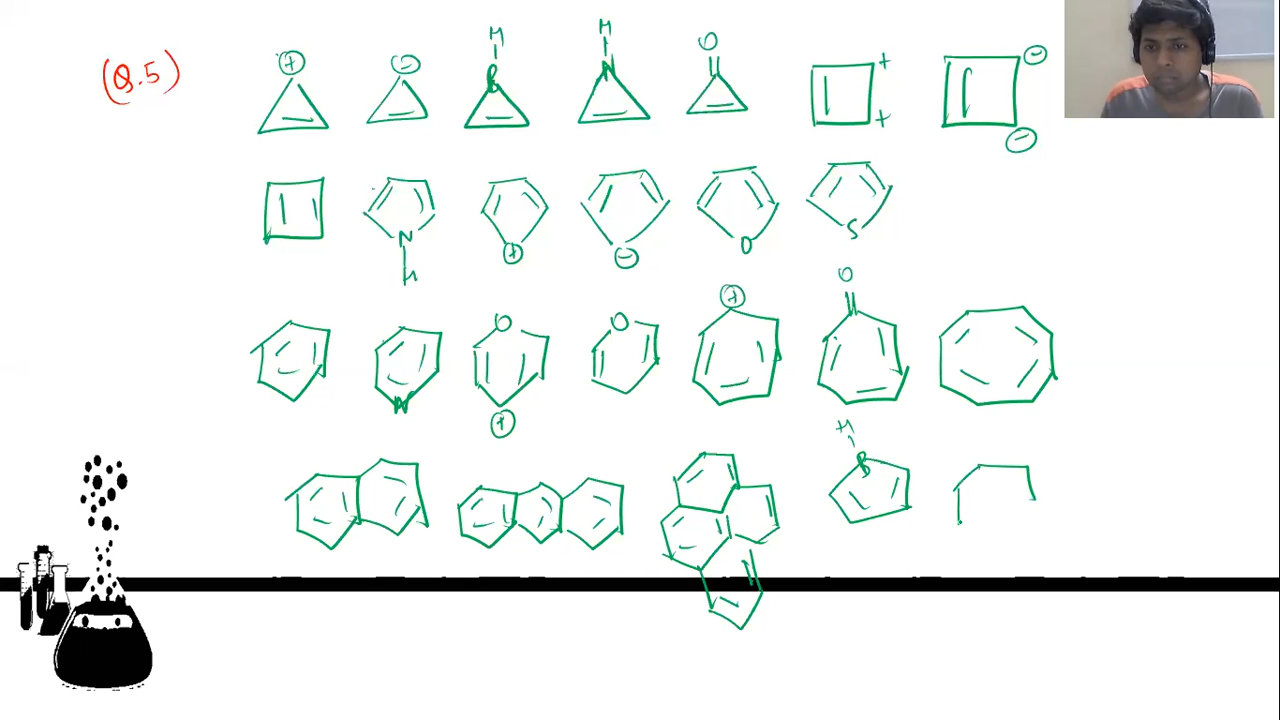 (Q.5)
⊕ ⊖ H H O + ⊖
B N + ⊖
N ⊕ ⊖ O S
H
O O ⊕ O
N ⊕
H
B